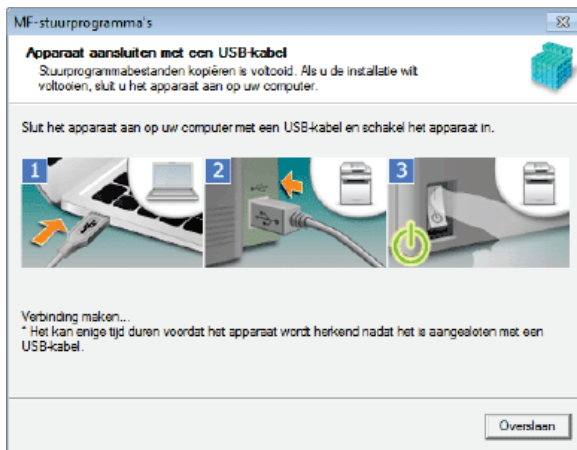 MF-stuurprogramma's
Apparaat aansluiten met een USB-kabel
Stuurprogrammabestanden kopiëren is voltooid. Als u de installatie wilt
voltooien, sluit u het apparaat aan op uw computer.
Sluit het apparaat aan op uw computer met een USB-kabel en schakel het apparaat in.
1 2 3
Verbinding maken...
* Het kan enige tijd duren voordat het apparaat wordt herkend nadat het is aangesloten met een
USB-kabel.
Overslaan